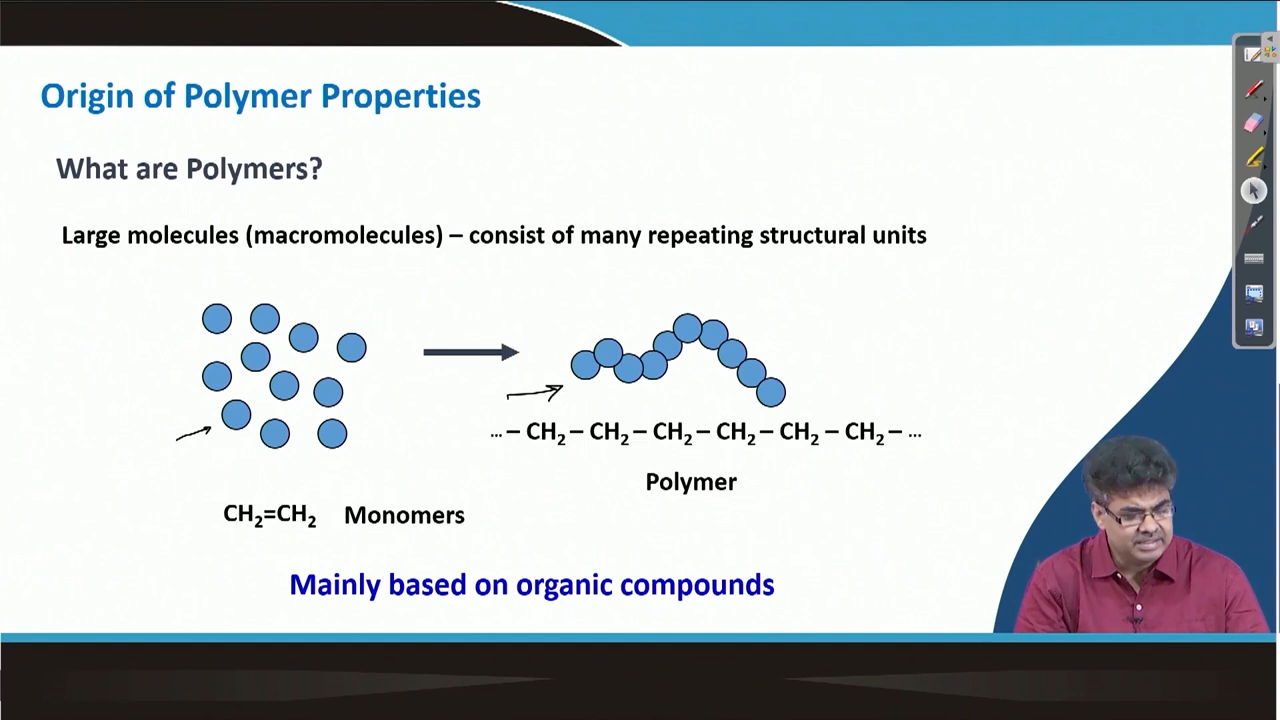 Origin of Polymer Properties
What are Polymers?
Large molecules (macromolecules) – consist of many repeating structural units
... – CH₂ – CH₂ – CH₂ – CH₂ – CH₂ – CH₂ – ...
Polymer
CH₂=CH₂ Monomers
Mainly based on organic compounds